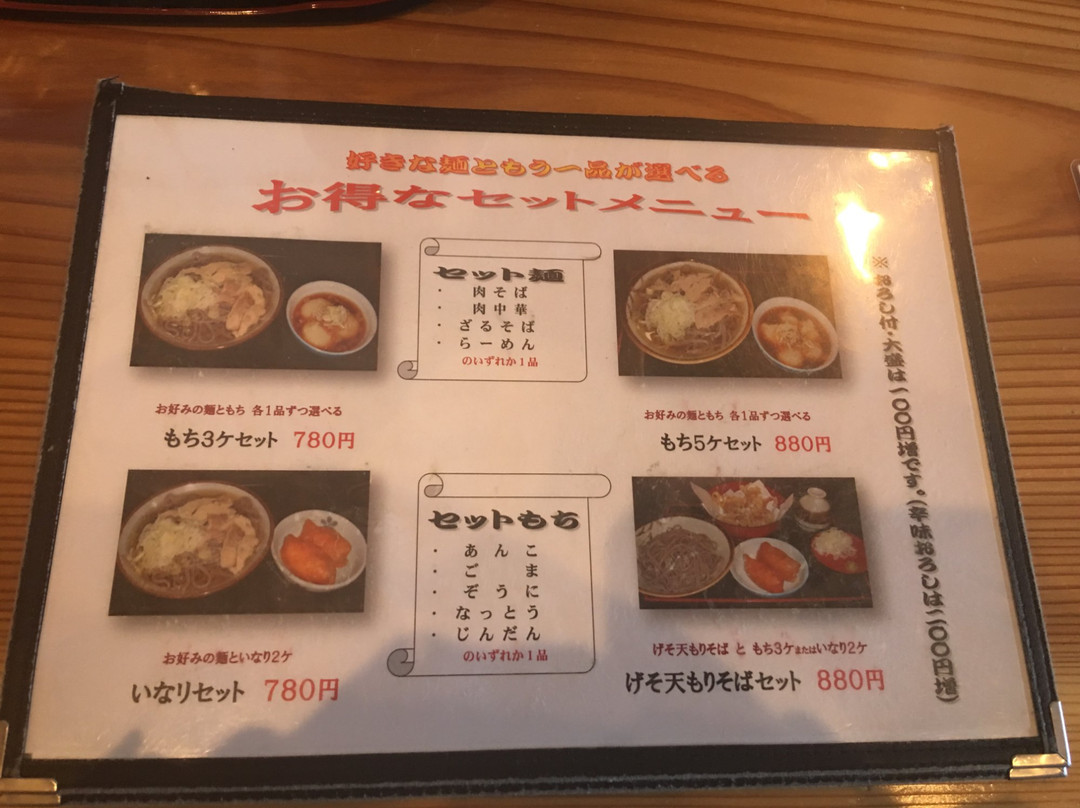 好きな麺ともう一品が選べる
お得なセットメニュー
セット麺
・肉そば
・肉中華
・ざるそば
・らーめん
のいずれか1品
お好みの麺ともち 各1品ずつ選べる
もち3ケセット 780円
お好みの麺ともち 各1品ずつ選べる
もち5ケセット 880円
セットもち
・あんこ
・ごま
・ぞうに
・なっとう
・じんだん
のいずれか1品
お好みの麺といなり2ケ
いなりセット 780円
げそ天もりそば と もち3ケまたはいなり2ケ
げそ天もりそばセット 880円
※おろし付・大盛は一〇〇円増です。(辛味おろしは二〇〇円増)